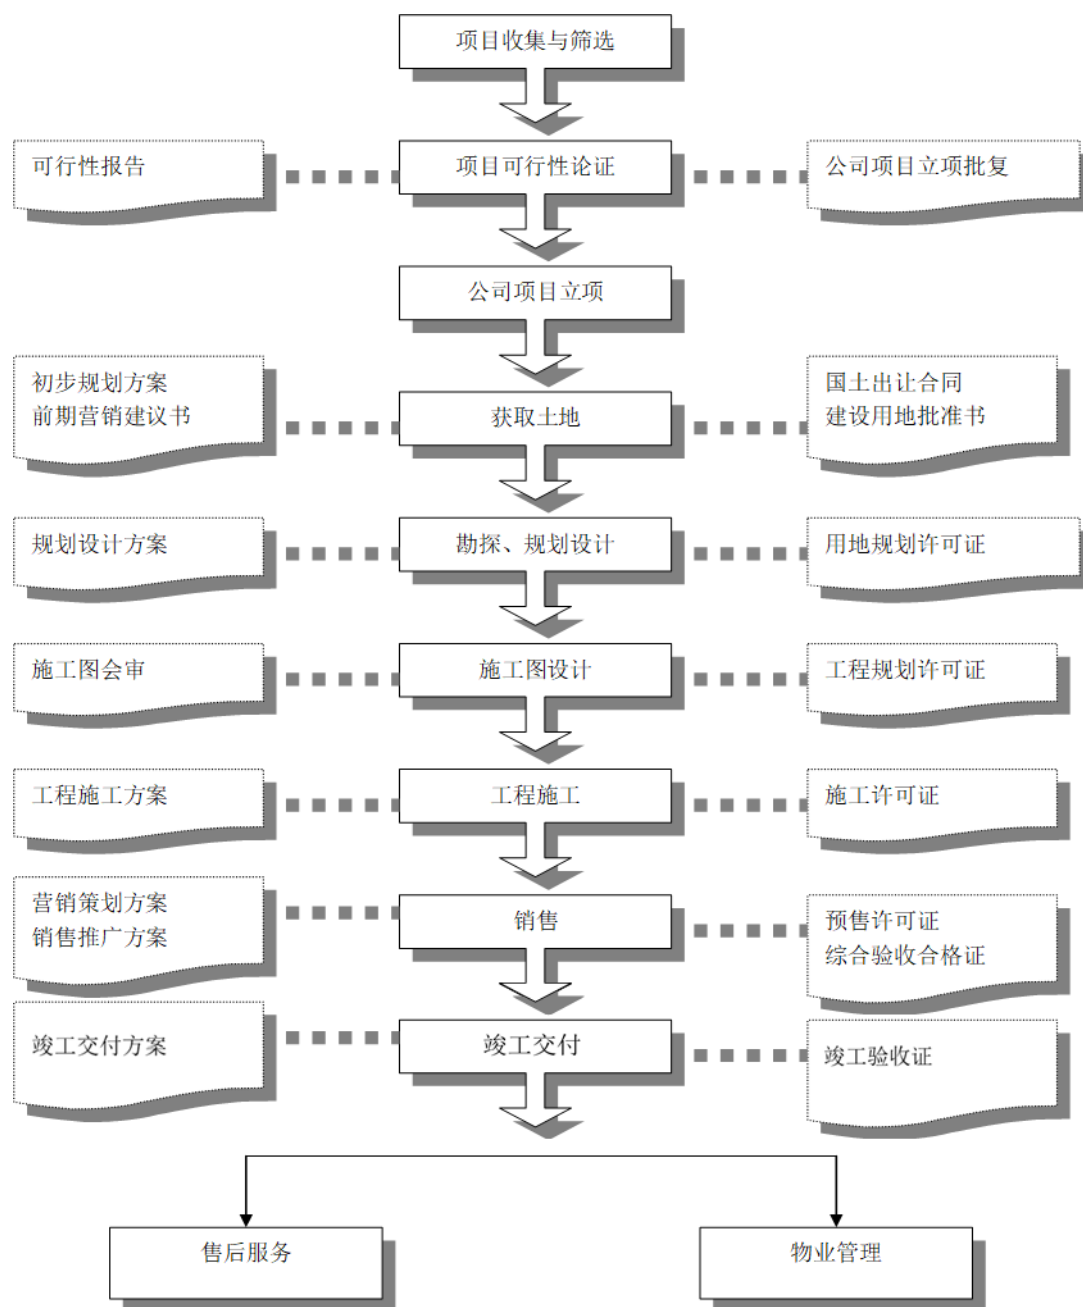 项目收集与筛选
可行性报告
项目可行性论证
公司项目立项批复
公司项目立项
初步规划方案
前期营销建议书
获取土地
国土出让合同
建设用地批准书
规划设计方案
勘探、规划设计
用地规划许可证
施工图会审
施工图设计
工程规划许可证
工程施工方案
工程施工
施工许可证
营销策划方案
销售推广方案
销售
预售许可证
综合验收合格证
竣工交付方案
竣工交付
竣工验收证
售后服务
物业管理